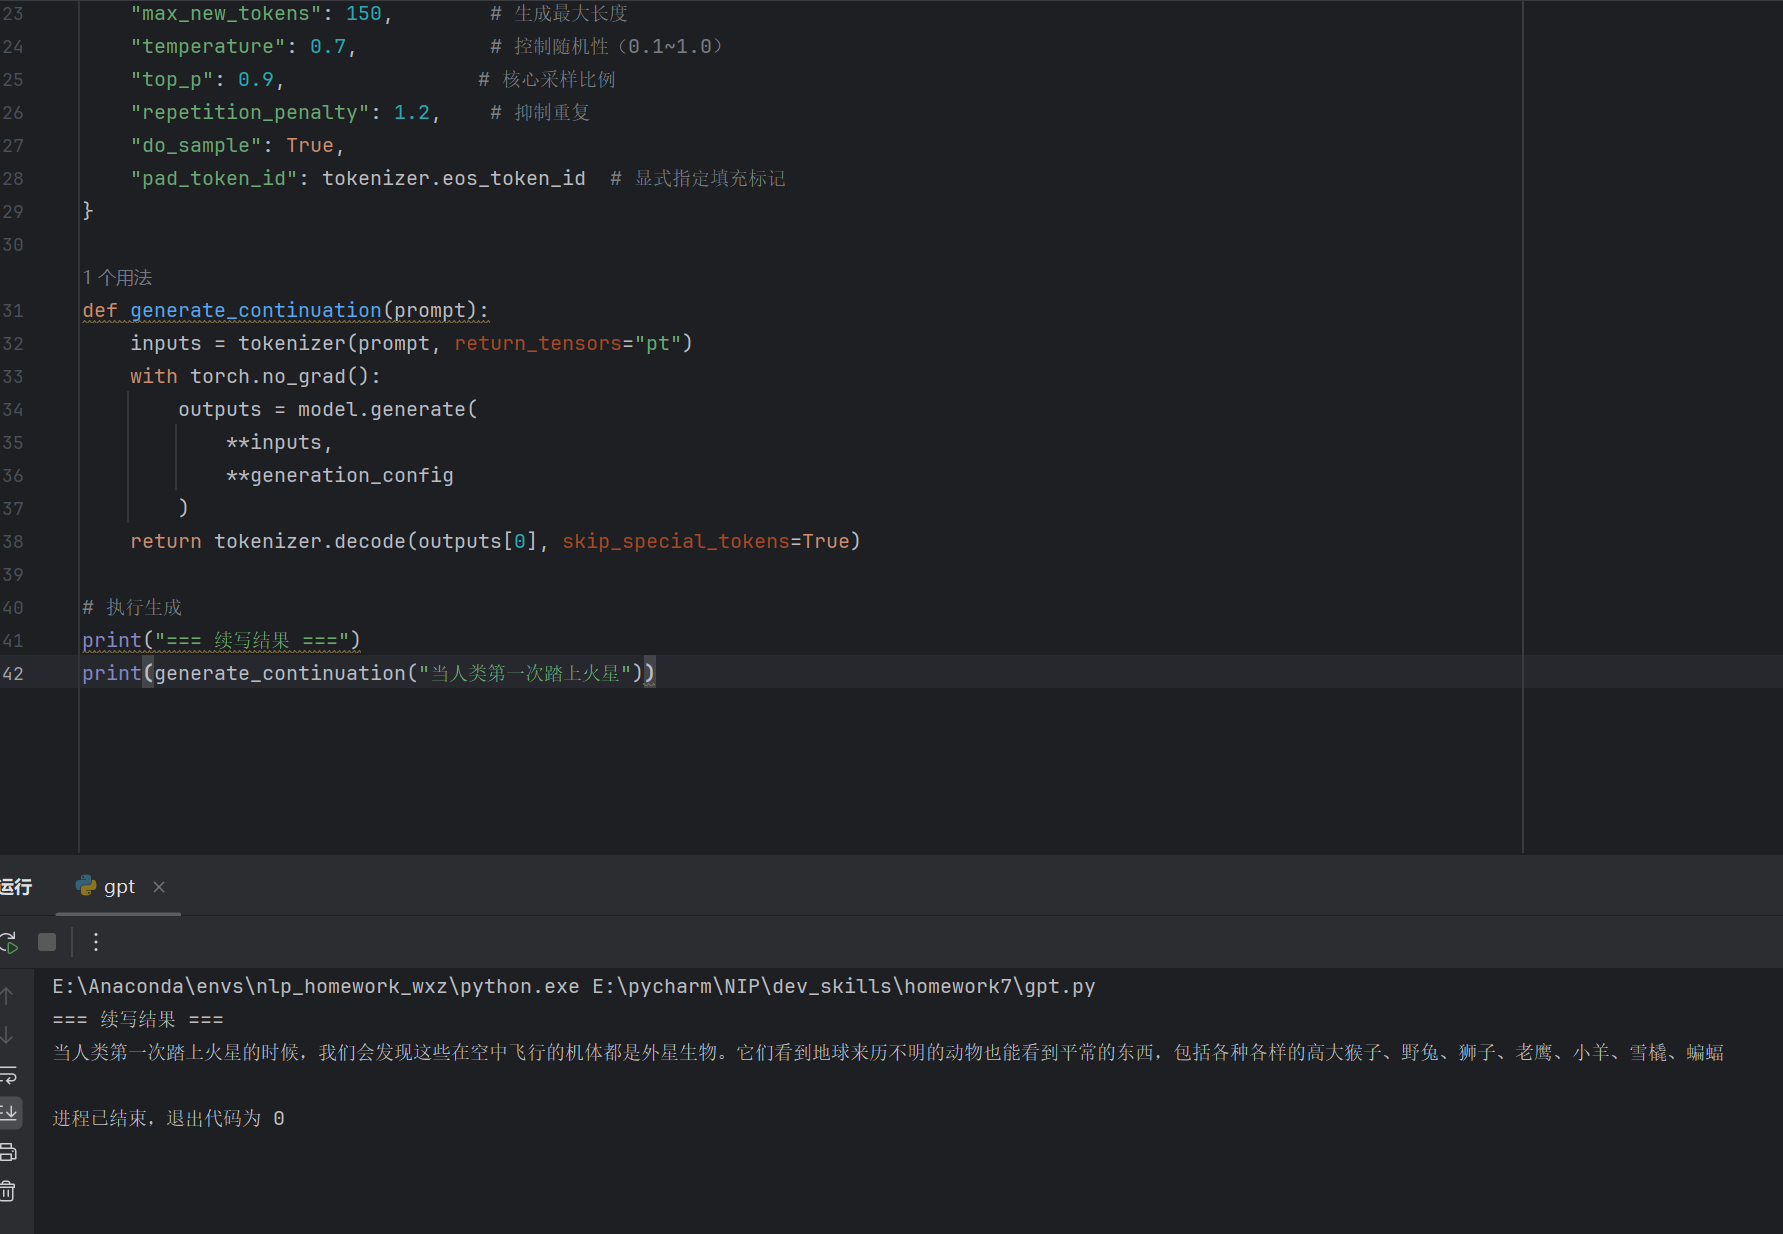 23 "max_new_tokens": 150, # 生成最大长度
24 "temperature": 0.7, # 控制随机性（0.1~1.0）
25 "top_p": 0.9, # 核心采样比例
26 "repetition_penalty": 1.2, # 抑制重复
27 "do_sample": True,
28 "pad_token_id": tokenizer.eos_token_id # 显式指定填充标记
29 }
30
1 个用法
31 def generate_continuation(prompt):
32 inputs = tokenizer(prompt, return_tensors="pt")
33 with torch.no_grad():
34 outputs = model.generate(
35 **inputs,
36 **generation_config
37 )
38 return tokenizer.decode(outputs[0], skip_special_tokens=True)
39
40 # 执行生成
41 print("=== 续写结果 ===")
42 print(generate_continuation("当人类第一次踏上火星"))
运行 gpt
E:\Anaconda\envs\nlp_homework_wxz\python.exe E:\pycharm\NIP\dev_skills\homework7\gpt.py
=== 续写结果 ===
当人类第一次踏上火星的时候，我们会发现这些在空中飞行的机体都是外星生物。它们看到地球来历不明的动物也能看到平常的东西，包括各种各样的高大猴子、野兔、狮子、老鹰、小羊、雪橇、蝙蝠
进程已结束，退出代码为 0